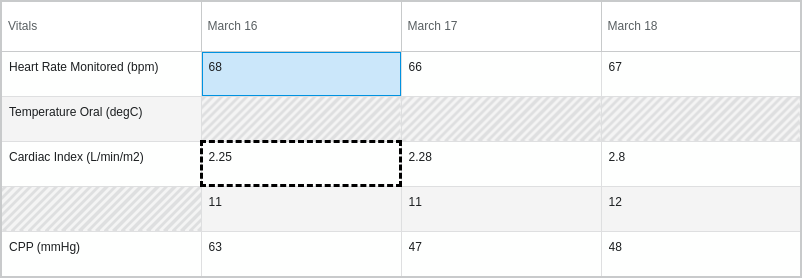 Vitals March 16 March 17 March 18
Heart Rate Monitored (bpm) 68 66 67
Temperature Oral (degC)
Cardiac Index (L/min/m2) 2.25 2.28 2.8
11 11 12
CPP (mmHg) 63 47 48